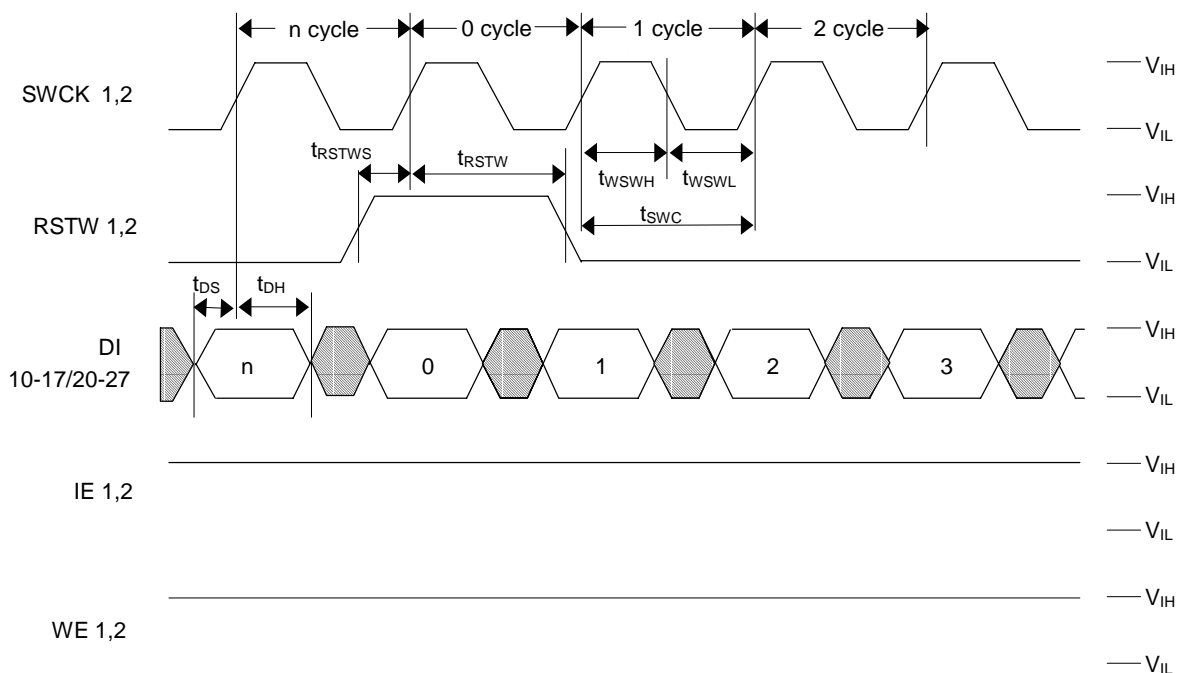 n cycle 0 cycle 1 cycle 2 cycle
SWCK 1,2
VIH
VIL
tRSTWS tRSTW tWSWH tWSWL
RSTW 1,2
tSWC
VIH
VIL
tDS tDH
DI
10-17/20-27
n 0 1 2 3
VIH
VIL
IE 1,2
VIH
VIL
WE 1,2
VIH
VIL